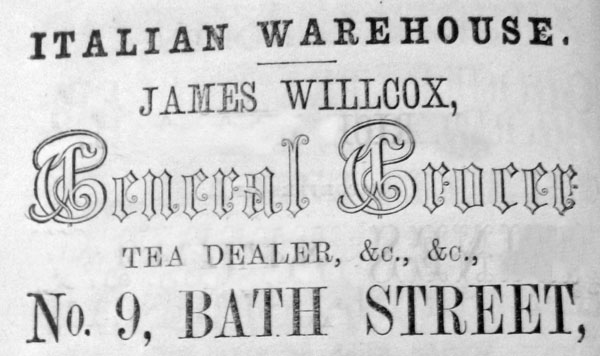 ITALIAN WAREHOUSE.
JAMES WILLCOX,
General Grocer
TEA DEALER, &c., &c.,
No. 9, BATH STREET,